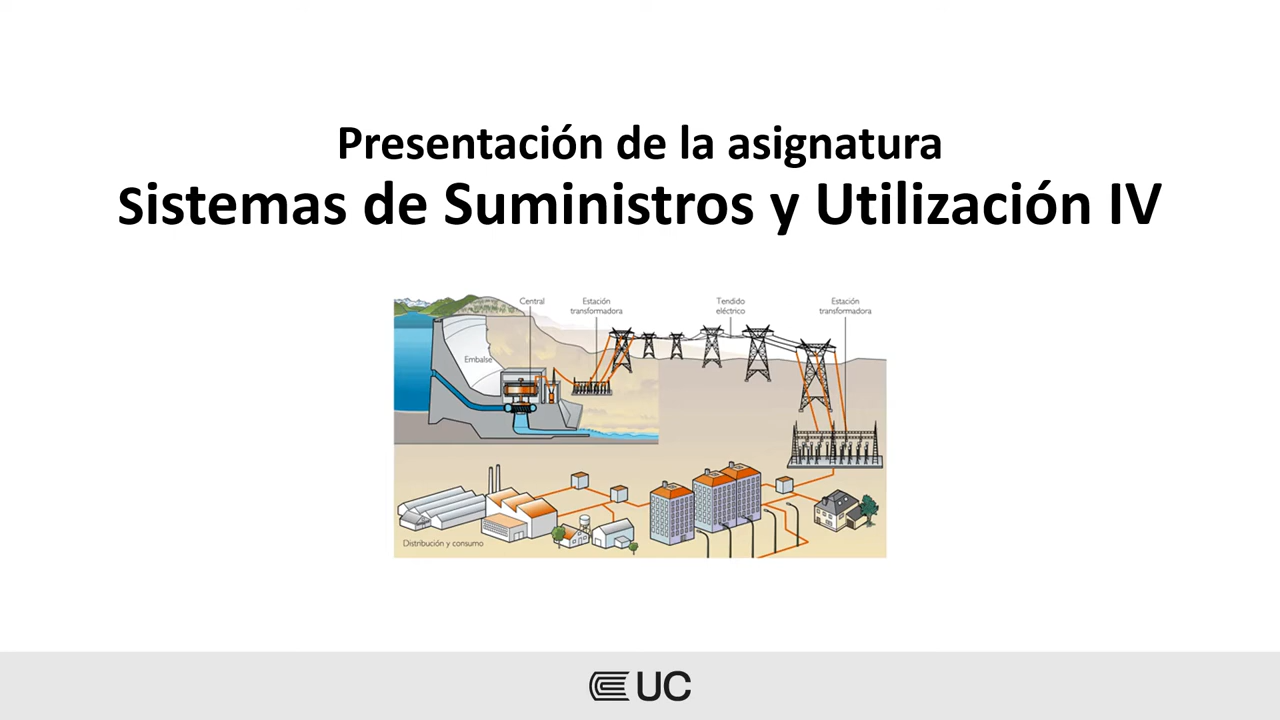 Presentación de la asignatura
Sistemas de Suministros y Utilización IV
Central
Estación
transformadora
Tendido
eléctrico
Estación
transformadora
Embalse
Distribución y consumo
UC